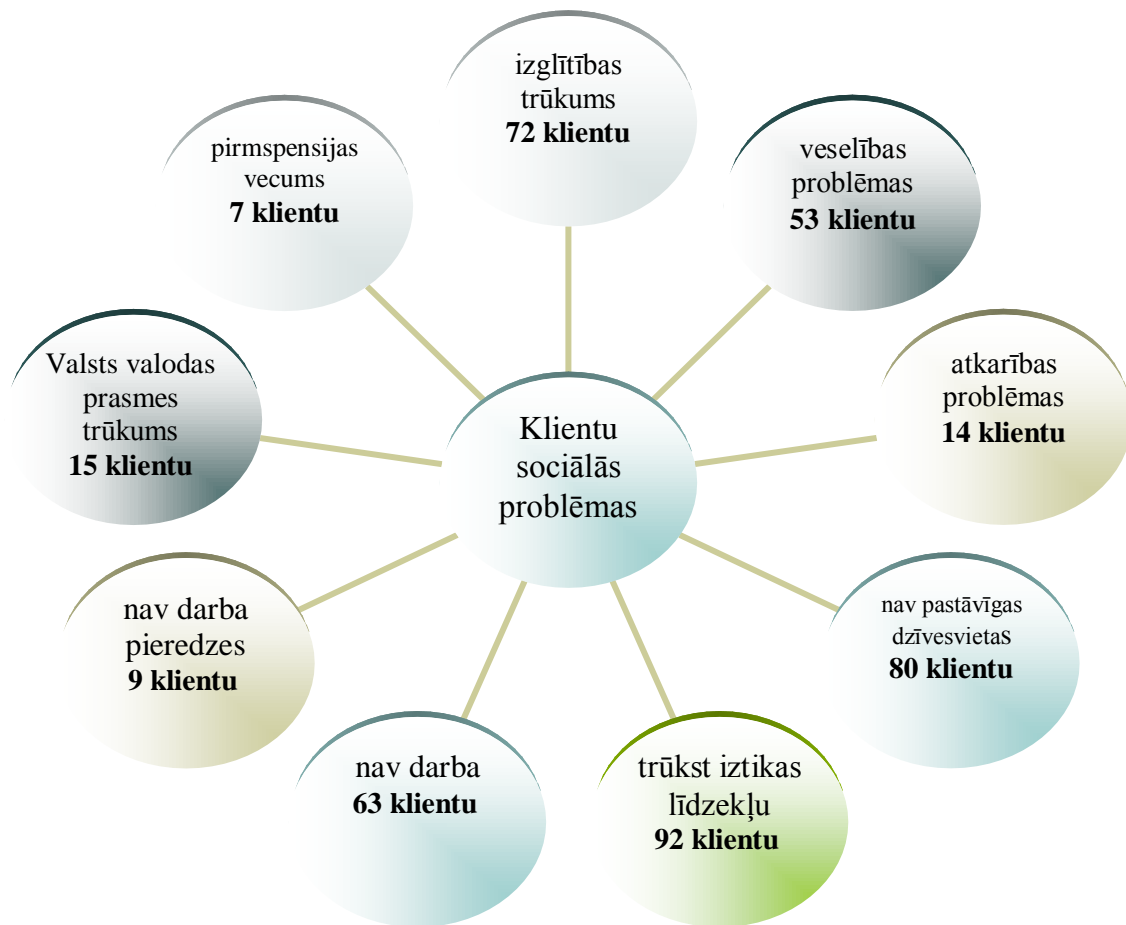 izglītības
trūkums
72 klientu
veselības
problēmas
53 klientu
atkarības
problēmas
14 klientu
nav pastāvīgas
dzīvesvietas
80 klientu
trūkst iztikas
līdzekļu
92 klientu
nav darba
63 klientu
nav darba
pieredzes
9 klientu
Valsts valodas
prasmes
trūkums
15 klientu
pirmspensijas
vecums
7 klientu
Klientu
sociālās
problēmas